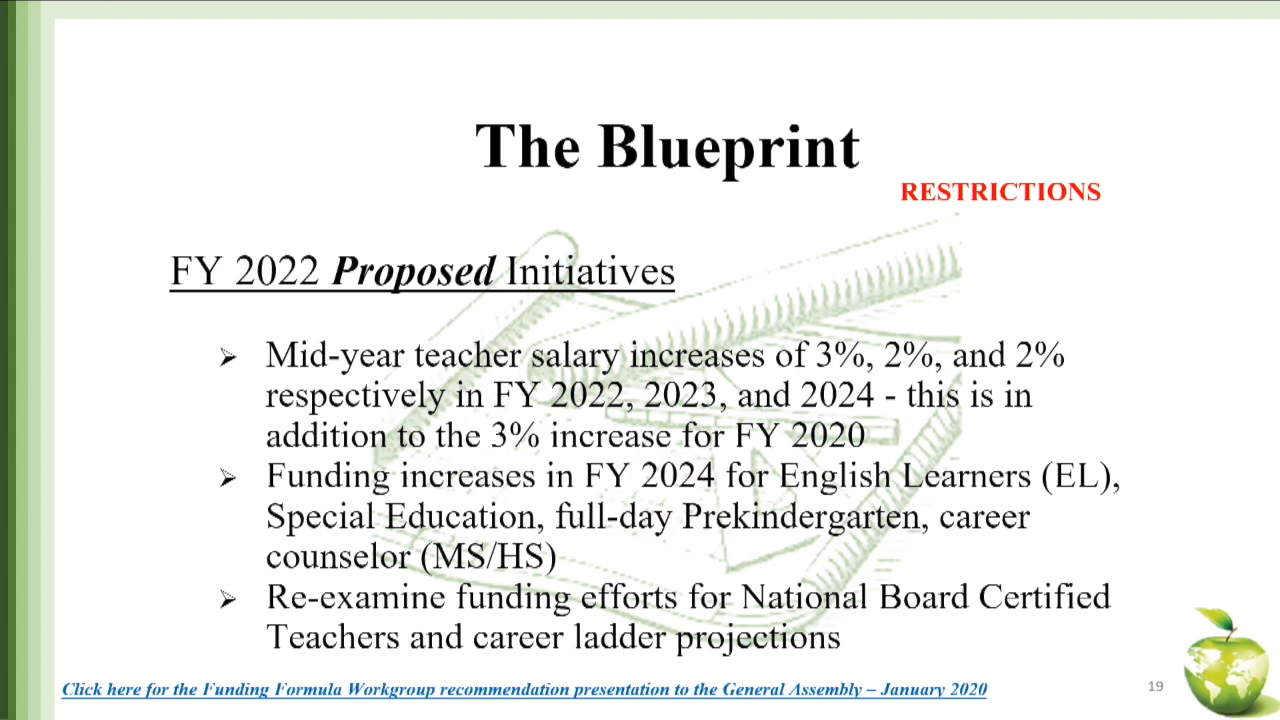 The Blueprint
RESTRICTIONS
FY 2022 Proposed Initiatives
➢ Mid-year teacher salary increases of 3%, 2%, and 2%
respectively in FY 2022, 2023, and 2024 - this is in
addition to the 3% increase for FY 2020
➢ Funding increases in FY 2024 for English Learners (EL),
Special Education, full-day Prekindergarten, career
counselor (MS/HS)
➢ Re-examine funding efforts for National Board Certified
Teachers and career ladder projections
Click here for the Funding Formula Workgroup recommendation presentation to the General Assembly – January 2020
19